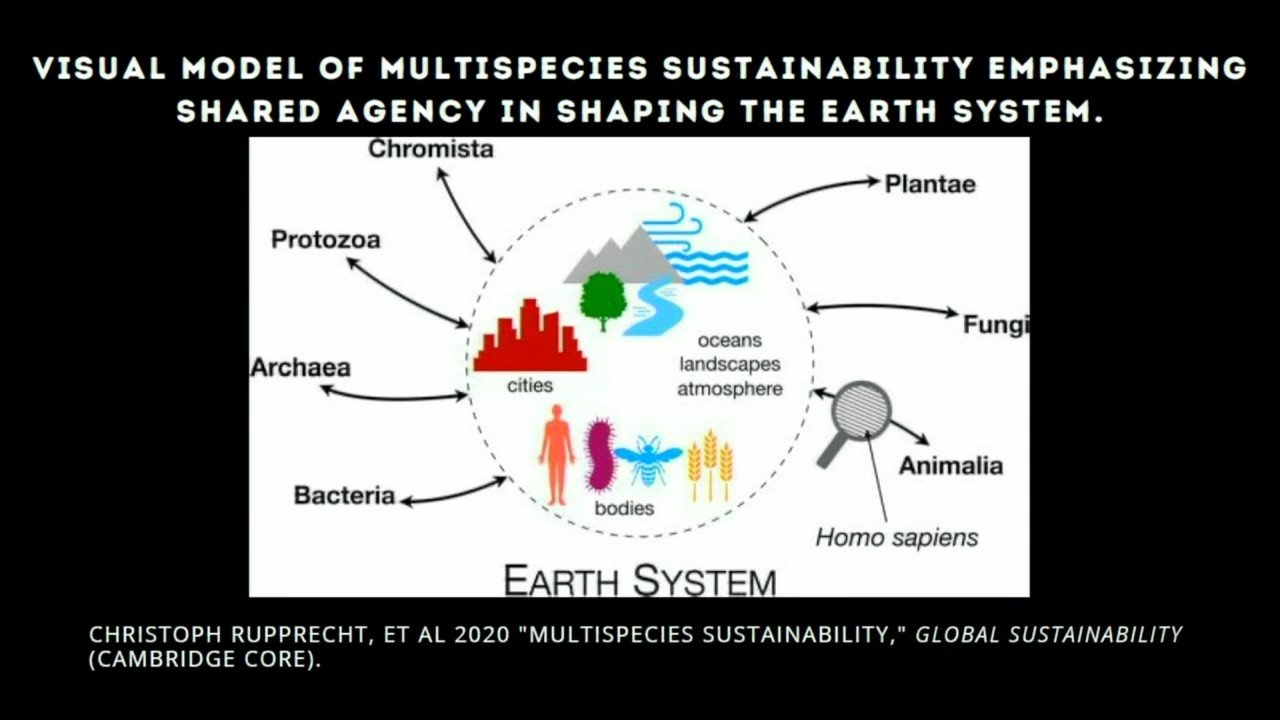 VISUAL MODEL OF MULTISPECIES SUSTAINABILITY EMPHASIZING
SHARED AGENCY IN SHAPING THE EARTH SYSTEM.
Chromista
Plantae
Protozoa
Fungi
oceans
landscapes
atmosphere
Archaea
cities
Animalia
Bacteria
bodies
Homo sapiens
EARTH SYSTEM
CHRISTOPH RUPPRECHT, ET AL 2020 "MULTISPECIES SUSTAINABILITY," GLOBAL SUSTAINABILITY
(CAMBRIDGE CORE).